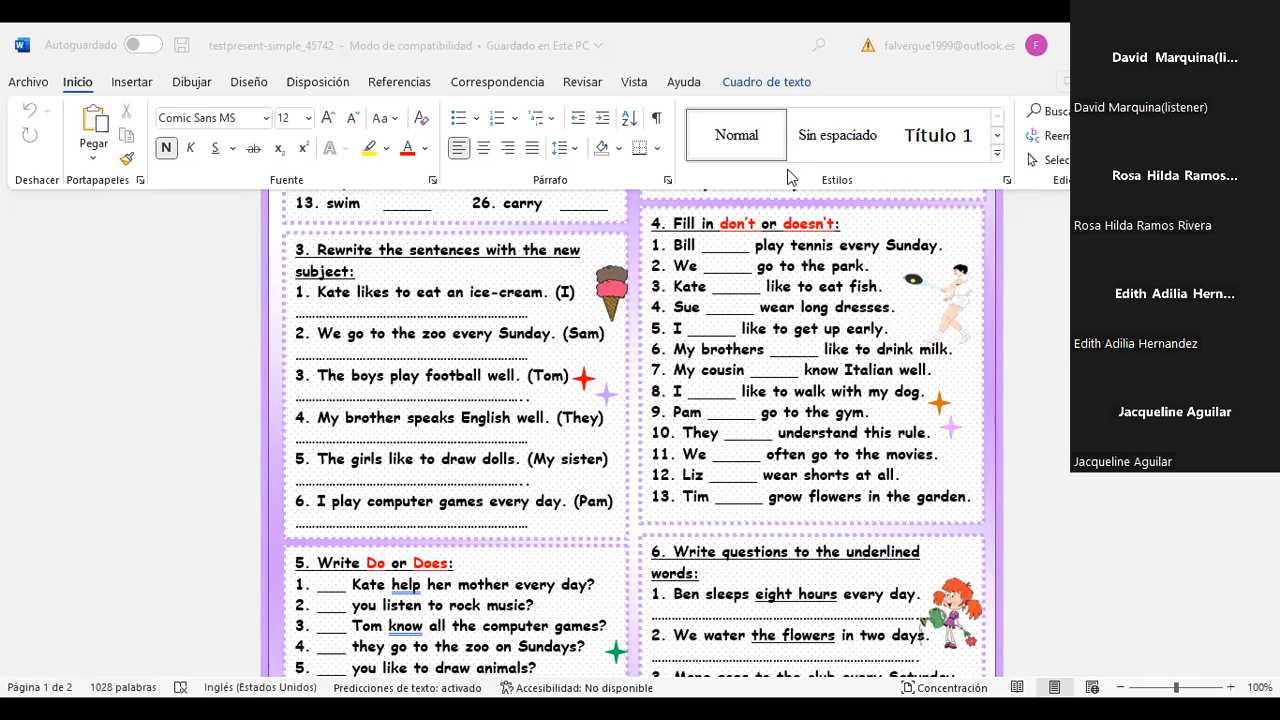 Autoguardado
testpresent-simple_45742 - Modo de compatibilidad • Guardado en Este PC
falvergue1999@outlook.es F
Archivo Inicio Insertar Dibujar Diseño Disposición Referencias Correspondencia Revisar Vista Ayuda Cuadro de texto
Pegar
Comic Sans MS 12
Normal
Sin espaciado
Título 1
Deshacer Portapapeles Fuente Párrafo Estilos
13. swim ______ 26. carry ______
3. Rewrite the sentences with the new
subject:
1. Kate likes to eat an ice-cream. (I)
2. We go to the zoo every Sunday. (Sam)
3. The boys play football well. (Tom)
4. My brother speaks English well. (They)
5. The girls like to draw dolls. (My sister)
6. I play computer games every day. (Pam)
4. Fill in don't or doesn't:
1. Bill ______ play tennis every Sunday.
2. We ______ go to the park.
3. Kate ______ like to eat fish.
4. Sue ______ wear long dresses.
5. I ______ like to get up early.
6. My brothers ______ like to drink milk.
7. My cousin ______ know Italian well.
8. I ______ like to walk with my dog.
9. Pam ______ go to the gym.
10. They ______ understand this rule.
11. We ______ often go to the movies.
12. Liz ______ wear shorts at all.
13. Tim ______ grow flowers in the garden.
5. Write Do or Does:
1. ____ Kate help her mother every day?
2. ____ you listen to rock music?
3. ____ Tom know all the computer games?
4. ____ they go to the zoo on Sundays?
5. ____ you like to draw animals?
6. Write questions to the underlined
words:
1. Ben sleeps eight hours every day.
2. We water the flowers in two days.
David Marquina(li...
David Marquina(listener)
Rosa Hilda Ramos...
Rosa Hilda Ramos Rivera
Edith Adilia Hern...
Edith Adilia Hernandez
Jacqueline Aguilar
Jacqueline Aguilar
Página 1 de 2 1028 palabras Inglés (Estados Unidos) Predicciones de texto: activado Accesibilidad: No disponible Concentración 100%